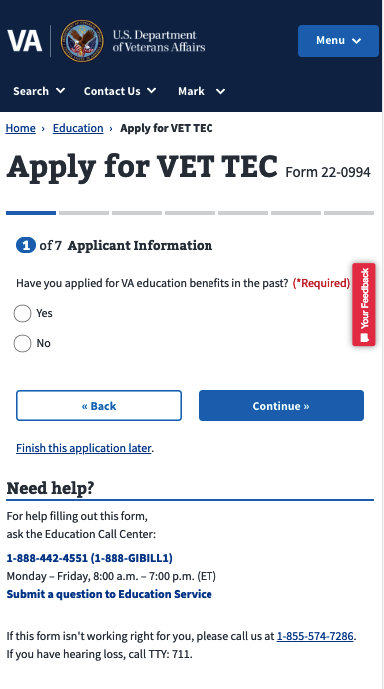 VA
U.S. Department
of Veterans Affairs
Menu
Search
Contact Us
Mark
Home › Education › Apply for VET TEC
Apply for VET TEC Form 22-0994
1 of 7 Applicant Information
Have you applied for VA education benefits in the past? (*Required)
Your Feedback
Yes
No
« Back
Continue »
Finish this application later.
Need help?
For help filling out this form,
ask the Education Call Center:
1-888-442-4551 (1-888-GIBILL1)
Monday – Friday, 8:00 a.m. – 7:00 p.m. (ET)
Submit a question to Education Service
If this form isn't working right for you, please call us at 1-855-574-7286.
If you have hearing loss, call TTY: 711.